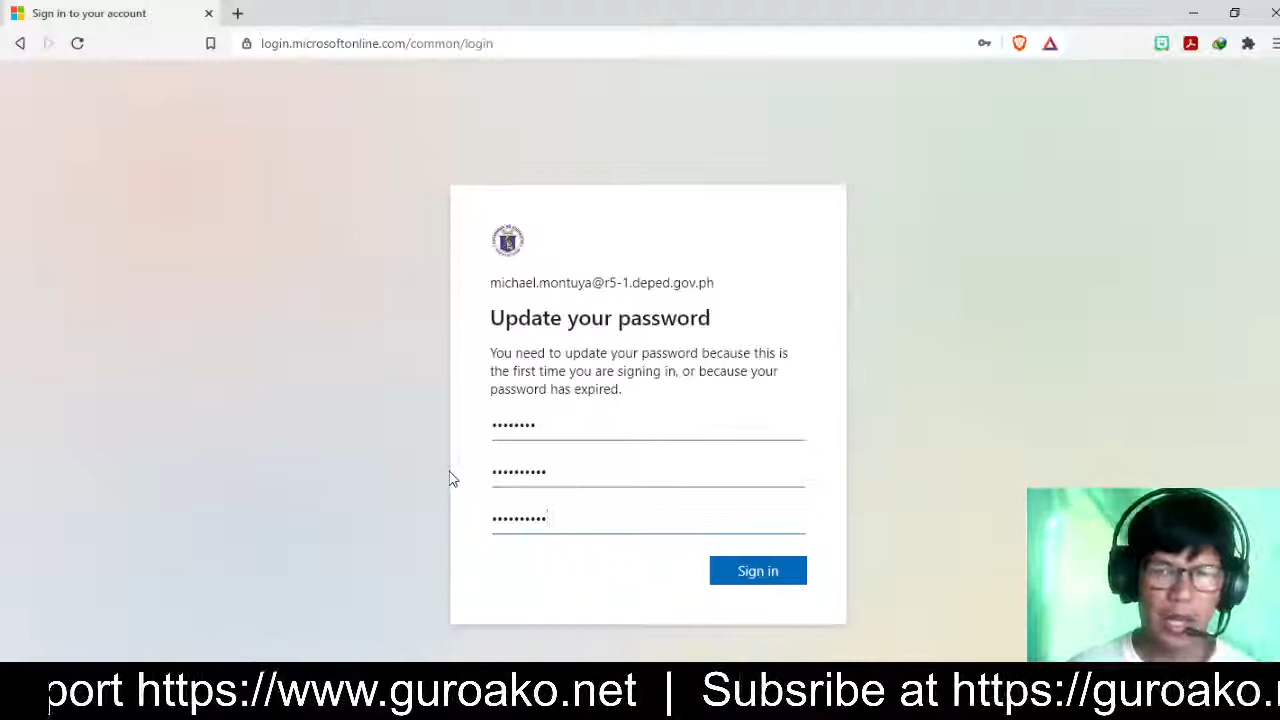 Sign in to your account
login.microsoftonline.com/common/login
michael.montuya@r5-1.deped.gov.ph
Update your password
You need to update your password because this is
the first time you are signing in, or because your
password has expired.
••••••••
••••••••••
••••••••••
Sign in
port https://www.guroako.net | Subsribe at https://guroako.